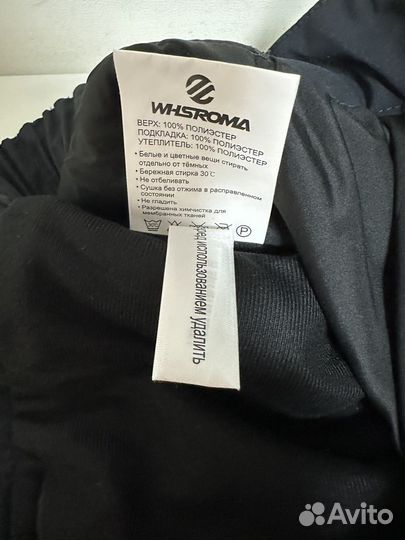 WHSROMA
ВЕРХ: 100% ПОЛИЭСТЕР
ПОДКЛАДКА: 100% ПОЛИЭСТЕР
УТЕПЛИТЕЛЬ: 100% ПОЛИЭСТЕР
• Белые и цветные вещи стирать
отдельно от тёмных
• Бережная стирка 30℃
• Не отбеливать
• Сушка без отжима в расправленном
состоянии
• Не гладить
• Разрешена химчистка для
мембранных тканей
P
использованием удалить
Avito